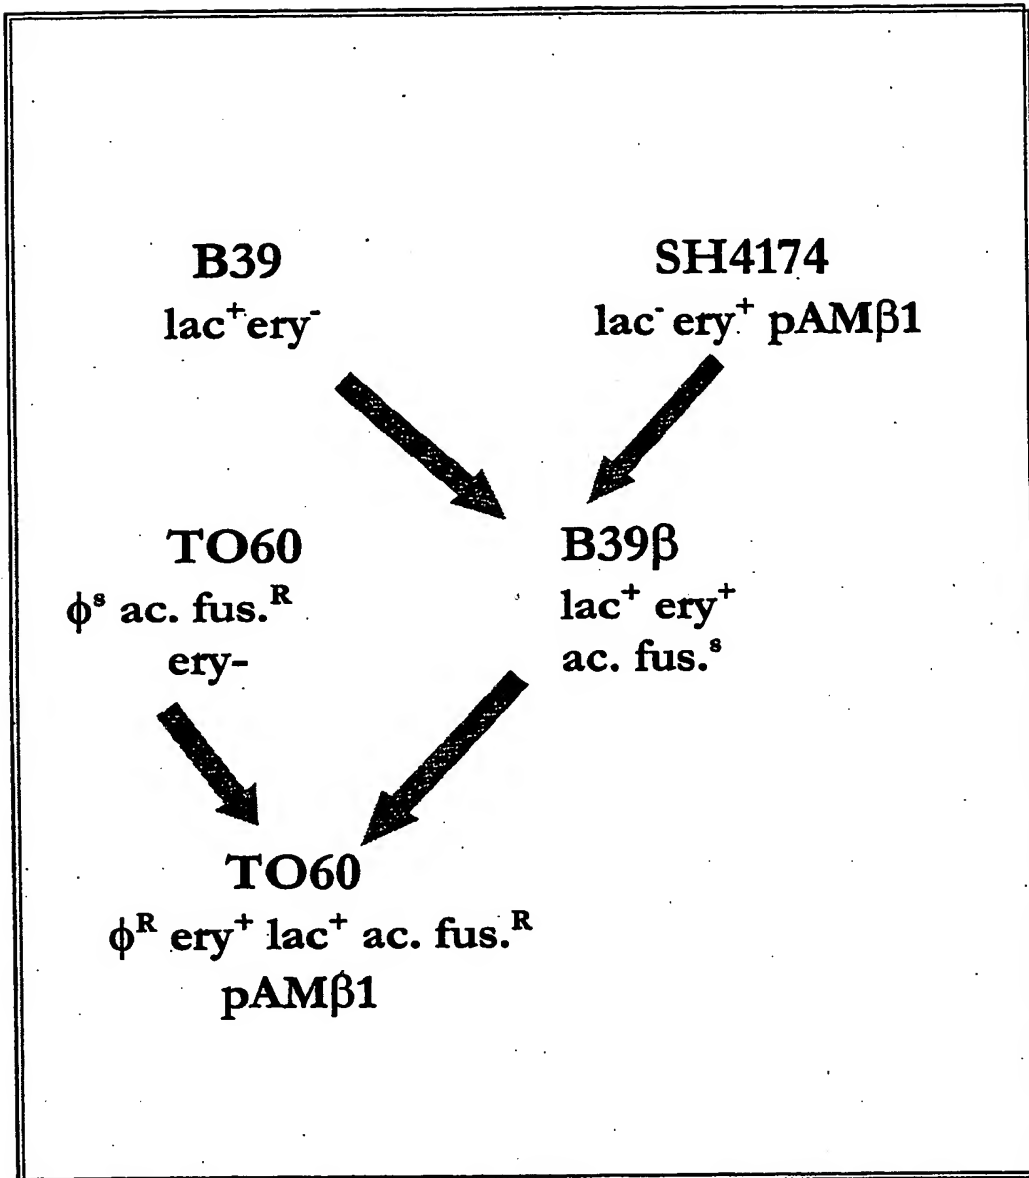 B39
lac⁺ery⁻
SH4174
lac⁻ ery⁺ pAMβ1
TO60
ϕˢ ac. fus.ᴿ
ery-
B39β
lac⁺ ery⁺
ac. fus.ˢ
TO60
ϕᴿ ery⁺ lac⁺ ac. fus.ᴿ
pAMβ1